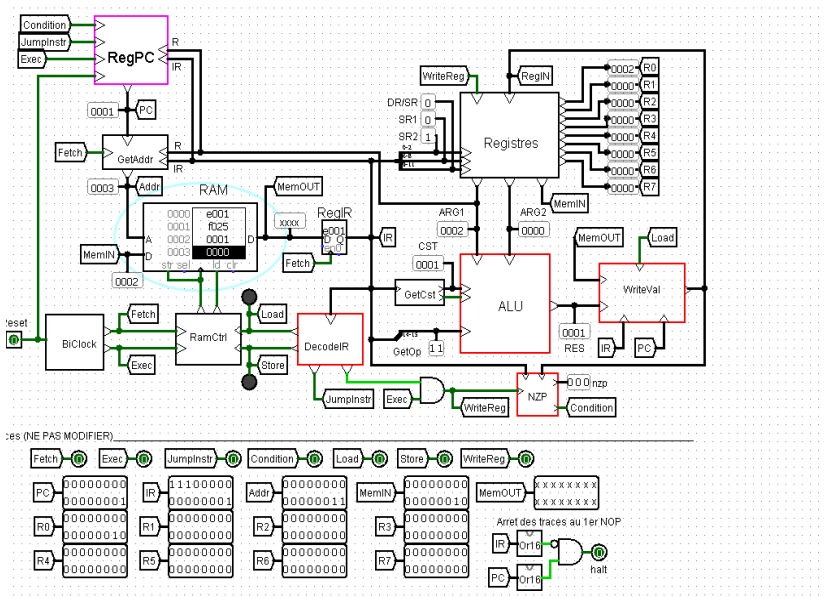 Condition
JumpInstr
Exec
RegPC
R
IR
0001
PC
Fetch
GetAddr
R
IR
0003
Addr
RAM
MemOUT
0000 e001
0001 f025
0002 0001
0003 0000
A
D
D
str sel ld clr
MemIN
0002
xxxx
RegIR
e001
D Q
en0
IR
Fetch
WriteReg
RegIN
DR/SR 0
SR1 0
SR2 1
0-2
Registres
0002 R0
0000 R1
0000 R2
0000 R3
0000 R4
0000 R5
0000 R6
0000 R7
MemIN
ARG1
0002
ARG2
0000
CST
0001
GetCst
ALU
GetOp
11
0001
RES
MemOUT
Load
WriteVal
IR
PC
eset
BiClock
Fetch
Exec
RamCtrl
Load
Store
DecodeIR
JumpInstr
Exec
WriteReg
NZP
000 nzp
Condition
ces (NE PAS MODIFIER)
Fetch Exec JumpInstr Condition Load Store WriteReg
PC 00000000 00000001
IR 11100000 00000001
Addr 00000000 00000011
MemIN 00000000 00000010
MemOUT xxxxxxxx xxxxxxxx
R0 00000000 00000010
R1 00000000 00000000
R2 00000000 00000000
R3 00000000 00000000
Arret des traces au 1er NOP
R4 00000000 00000000
R5 00000000 00000000
R6 00000000 00000000
R7 00000000 00000000
IR Or16
PC Or16
halt